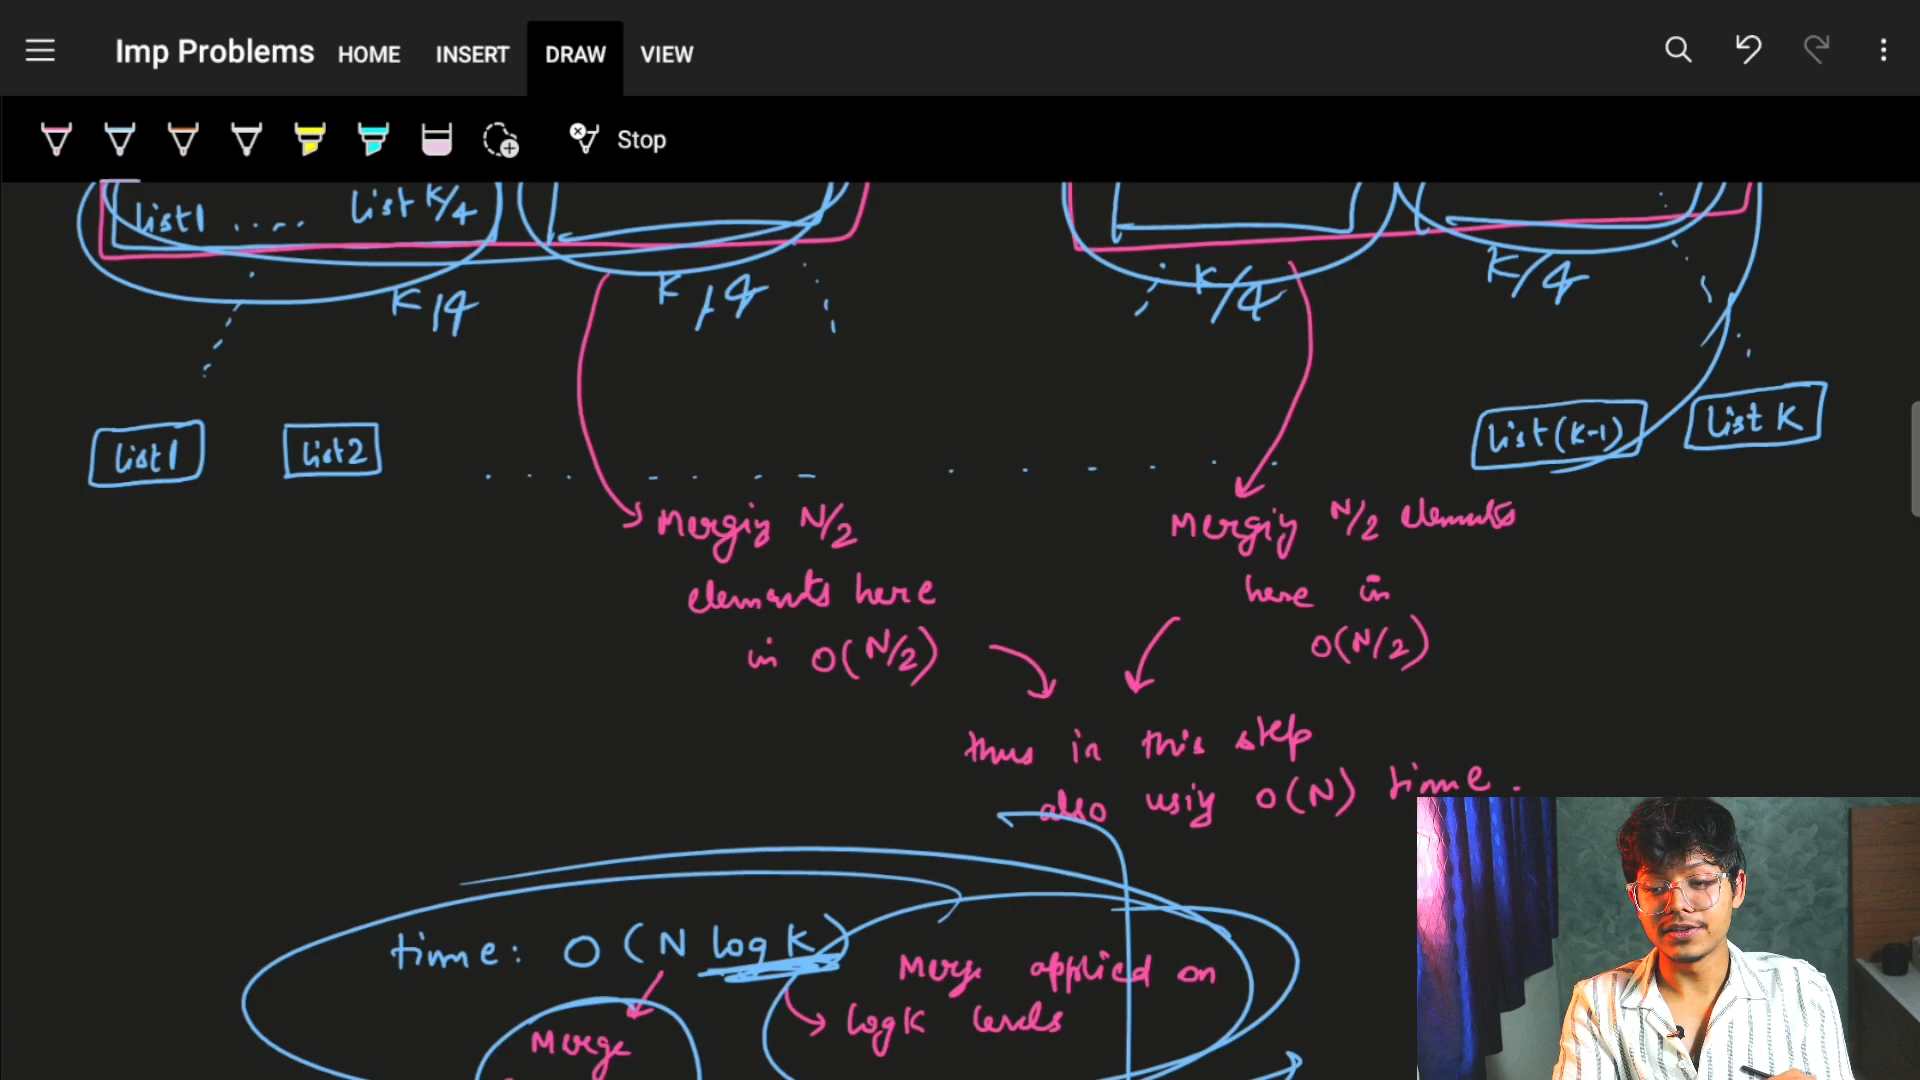 Imp Problems HOME INSERT DRAW VIEW
Stop
list1 ..... list K/4
K/4 K/4 K/4 K/4
list1 list2 list(K-1) list K
Merging N/2
elements here
in O(N/2)
Merging N/2 elements
here in
O(N/2)
thus in this step
also using O(N) time.
time: O(N log K)
Merge applied on
log K levels
Merge